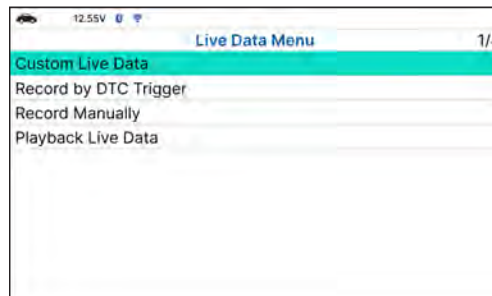 12.55V
Live Data Menu 1/
Custom Live Data
Record by DTC Trigger
Record Manually
Playback Live Data